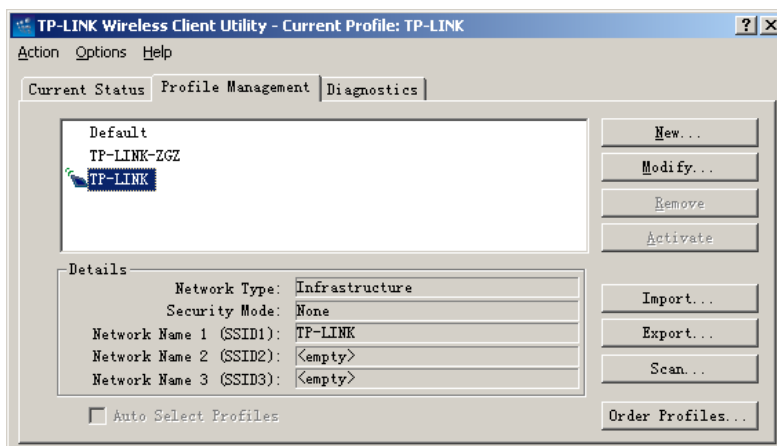 TP-LINK Wireless Client Utility - Current Profile: TP-LINK
Action Options Help
Current Status Profile Management Diagnostics
Default
TP-LINK-ZGZ
TP-LINK
New...
Modify...
Remove
Activate
Details
Network Type: Infrastructure
Security Mode: None
Network Name 1 (SSID1): TP-LINK
Network Name 2 (SSID2): <empty>
Network Name 3 (SSID3): <empty>
Import...
Export...
Scan...
Auto Select Profiles
Order Profiles...